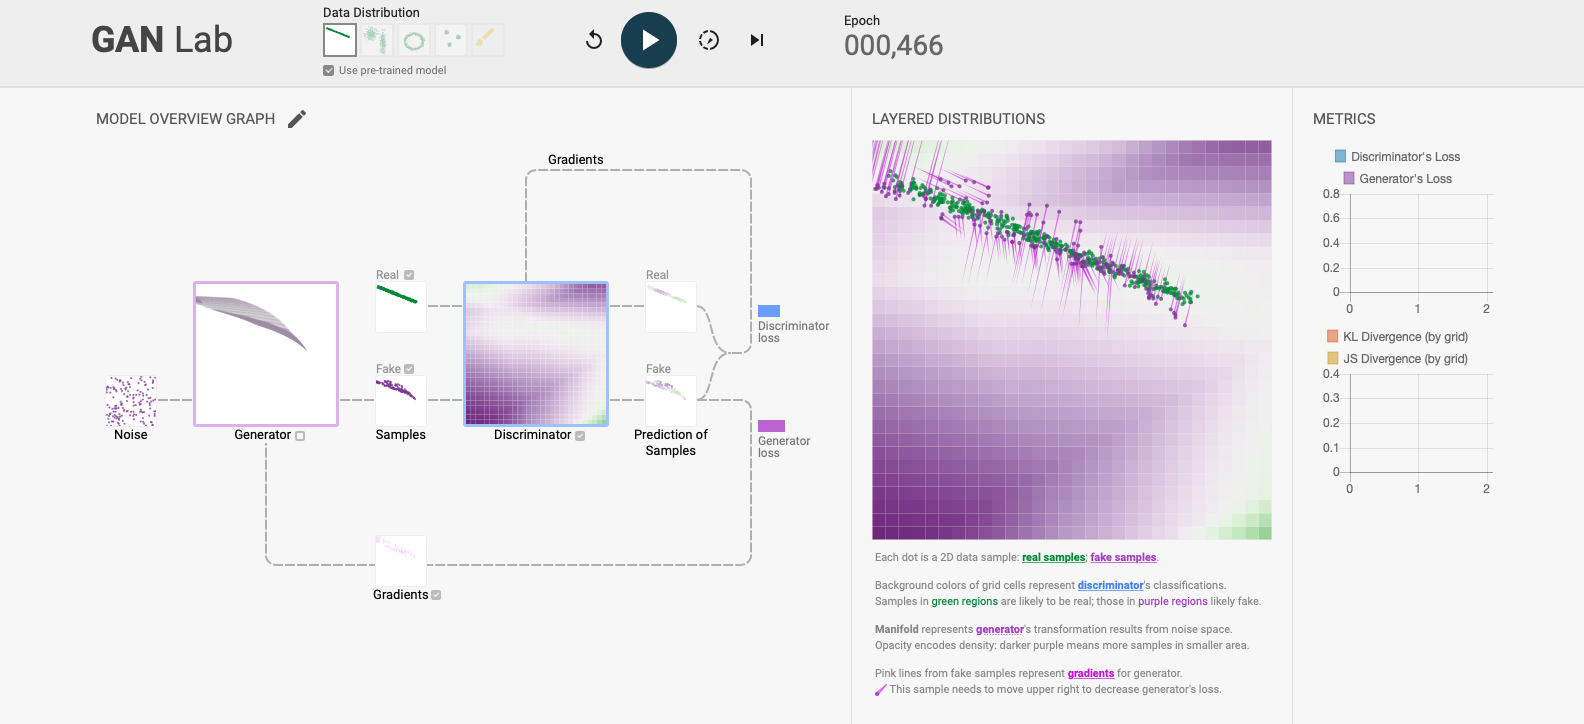 GAN Lab
Data Distribution
Use pre-trained model
Epoch
000,466
MODEL OVERVIEW GRAPH
Gradients
Real
Real
Discriminator
loss
Fake
Fake
Noise
Generator
Samples
Discriminator
Prediction of
Samples
Generator
loss
Gradients
LAYERED DISTRIBUTIONS
Each dot is a 2D data sample: real samples; fake samples.
Background colors of grid cells represent discriminator's classifications.
Samples in green regions are likely to be real; those in purple regions likely fake.
Manifold represents generator's transformation results from noise space.
Opacity encodes density: darker purple means more samples in smaller area.
Pink lines from fake samples represent gradients for generator.
This sample needs to move upper right to decrease generator's loss.
METRICS
Discriminator's Loss
Generator's Loss
0.8
0.6
0.4
0.2
0
0 1 2
KL Divergence (by grid)
JS Divergence (by grid)
0.4
0.3
0.2
0.1
0
0 1 2